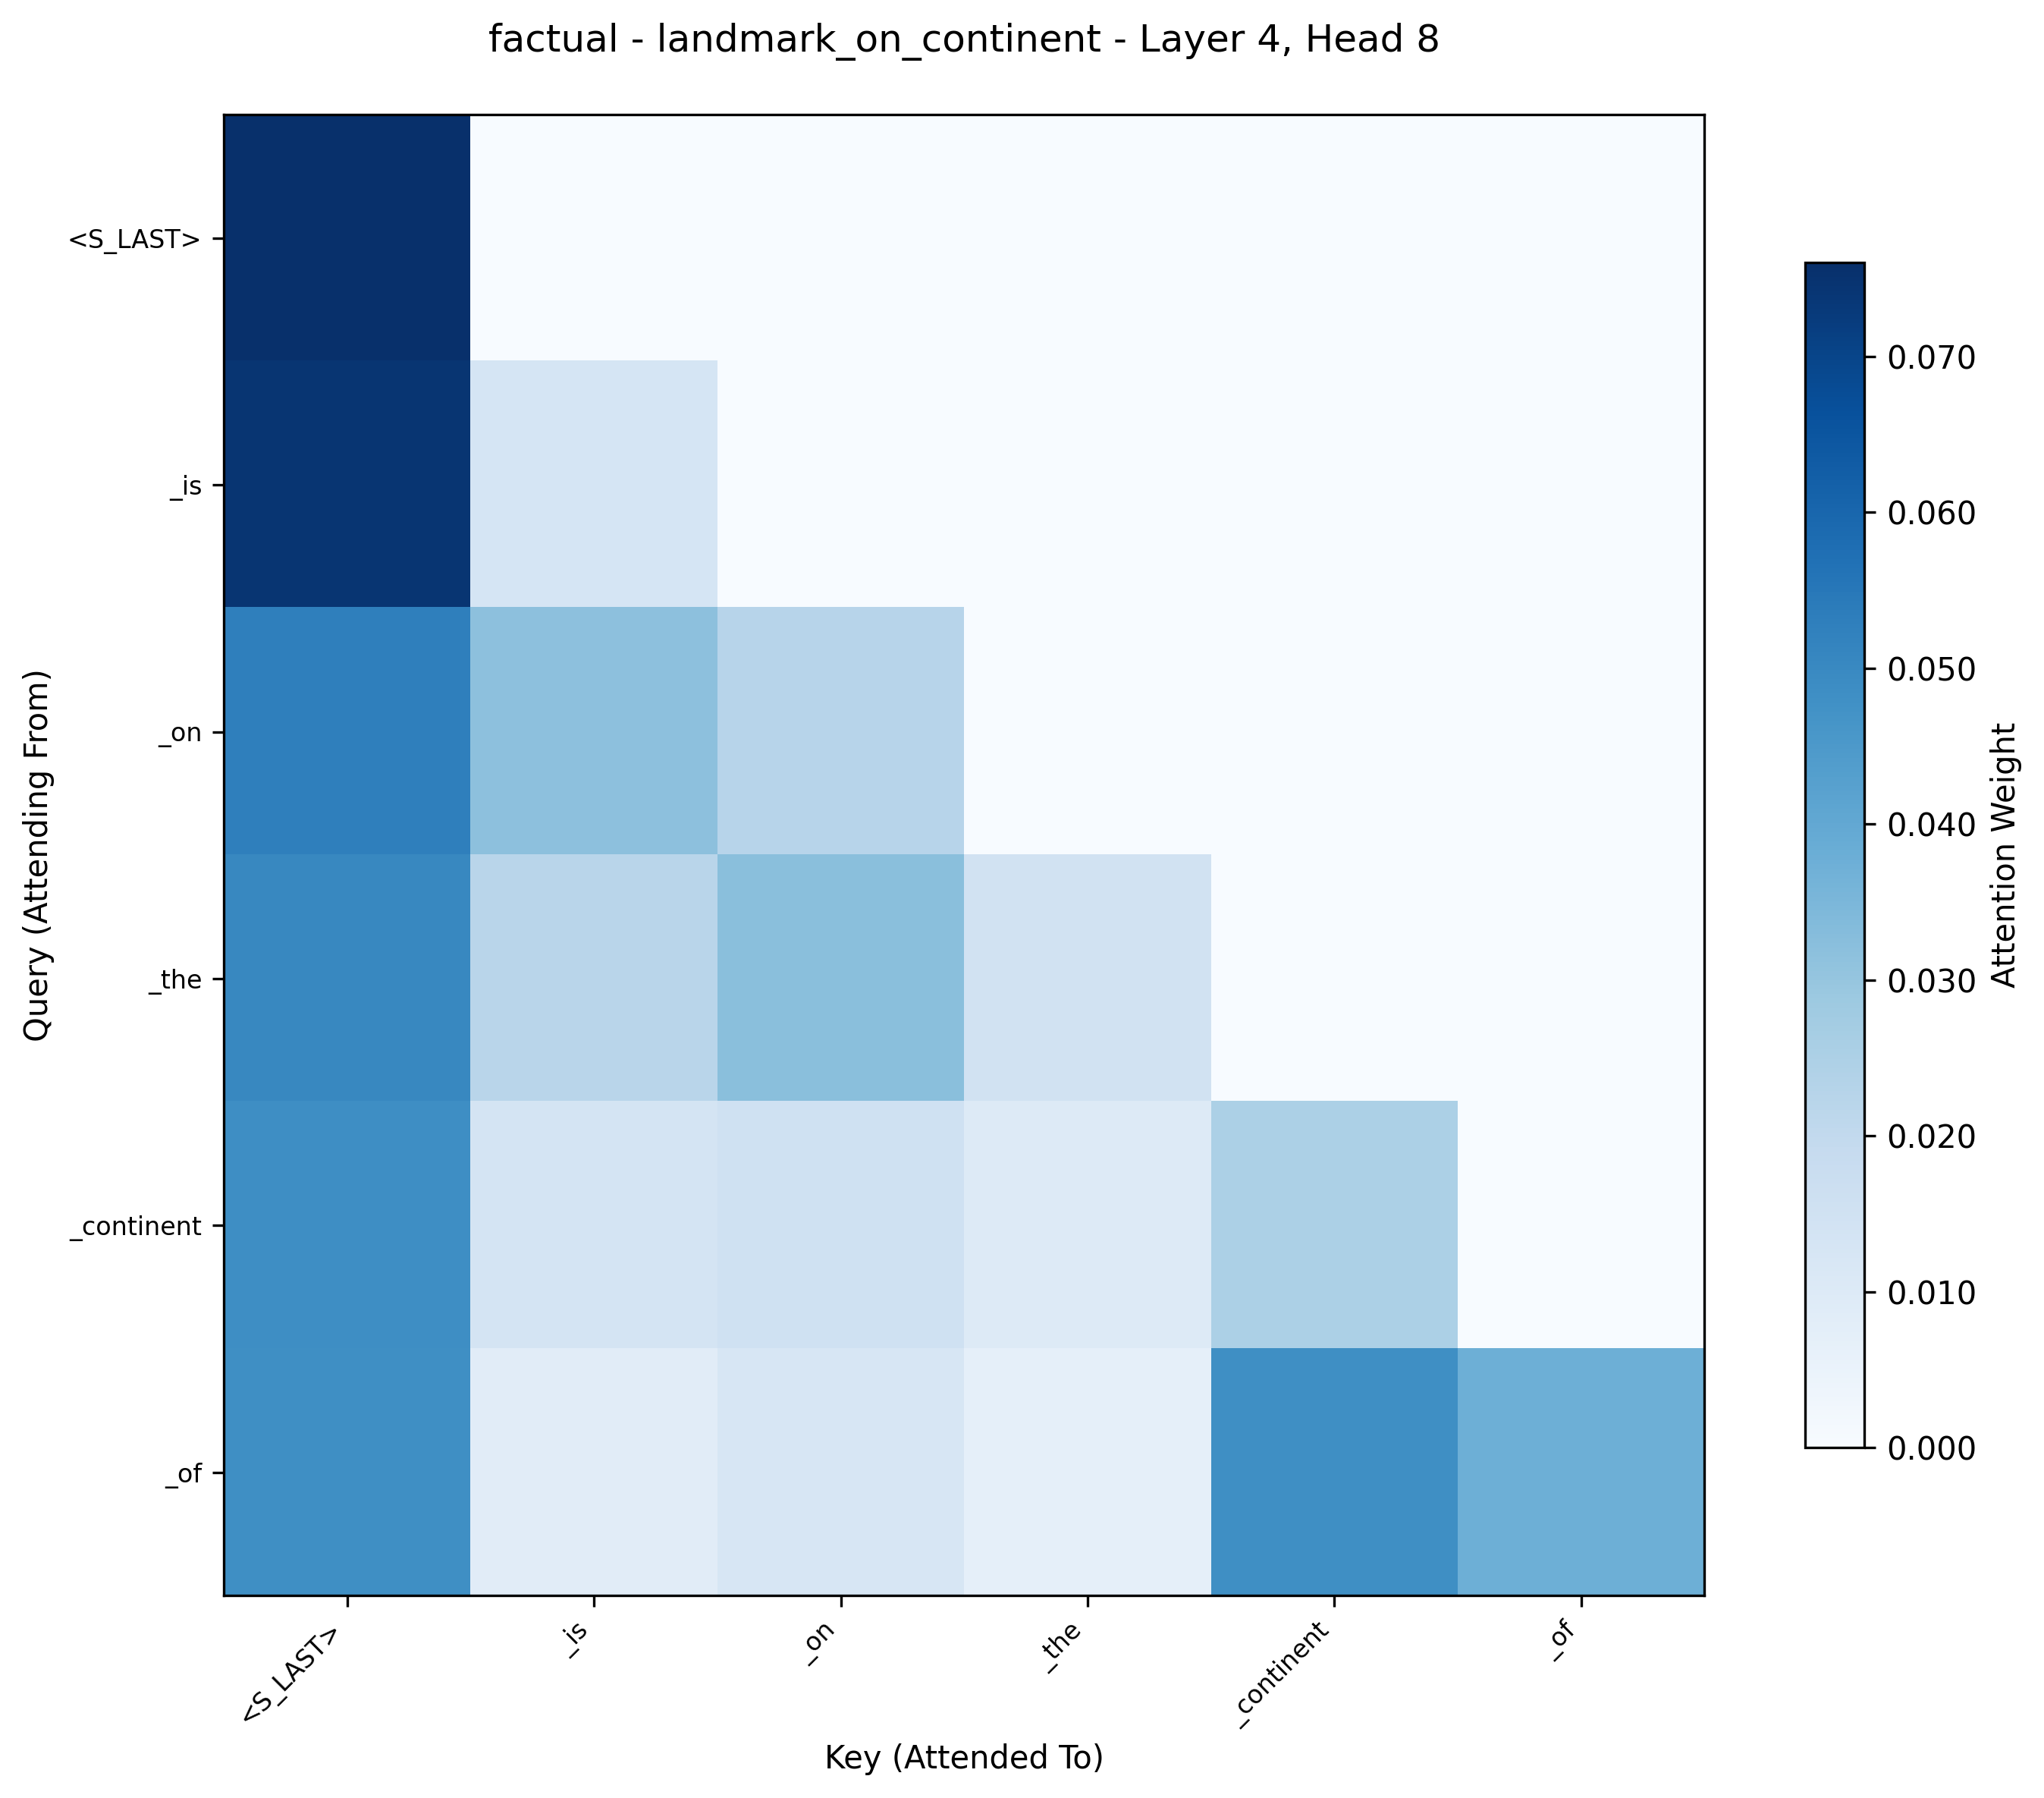 factual - landmark_on_continent - Layer 4, Head 8
Query (Attending From)
<S_LAST>
_is
_on
_the
_continent
_of
<S_LAST>
_is
_on
_the
_continent
_of
Key (Attended To)
0.070
0.060
0.050
0.040
0.030
0.020
0.010
0.000
Attention Weight